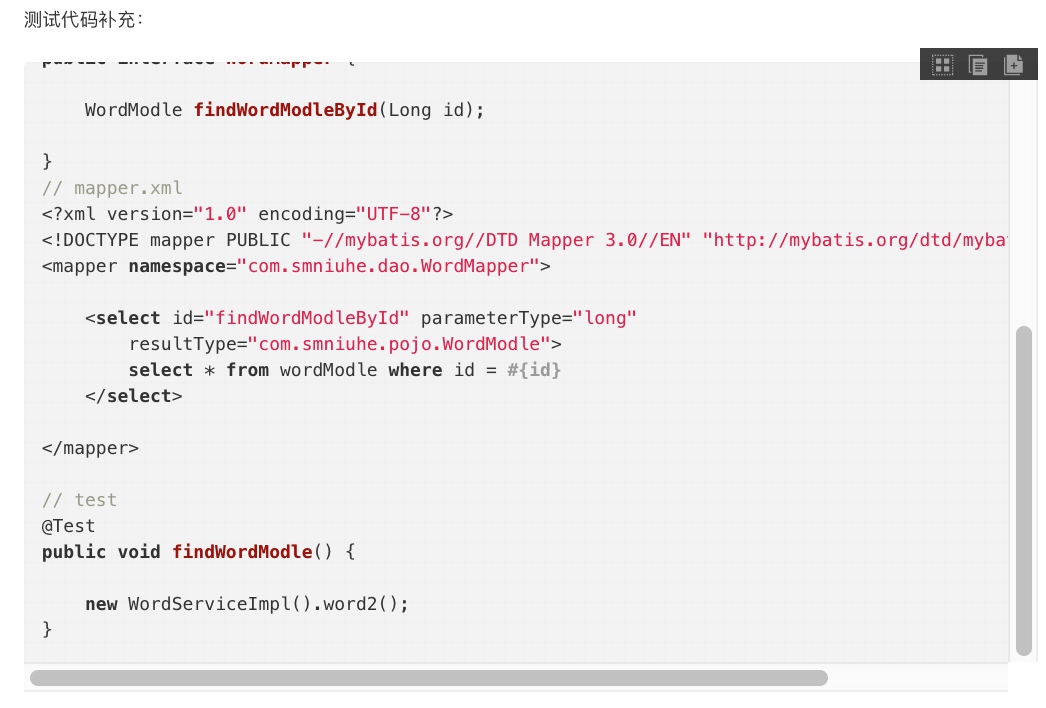 测试代码补充：
public interface WordMapper {
WordModle findWordModleById(Long id);
}
// mapper.xml
<?xml version="1.0" encoding="UTF-8"?>
<!DOCTYPE mapper PUBLIC "-//mybatis.org//DTD Mapper 3.0//EN" "http://mybatis.org/dtd/myba
<mapper namespace="com.smniuhe.dao.WordMapper">
<select id="findWordModleById" parameterType="long"
resultType="com.smniuhe.pojo.WordModle">
select * from wordModle where id = #{id}
</select>
</mapper>
// test
@Test
public void findWordModle() {
new WordServiceImpl().word2();
}